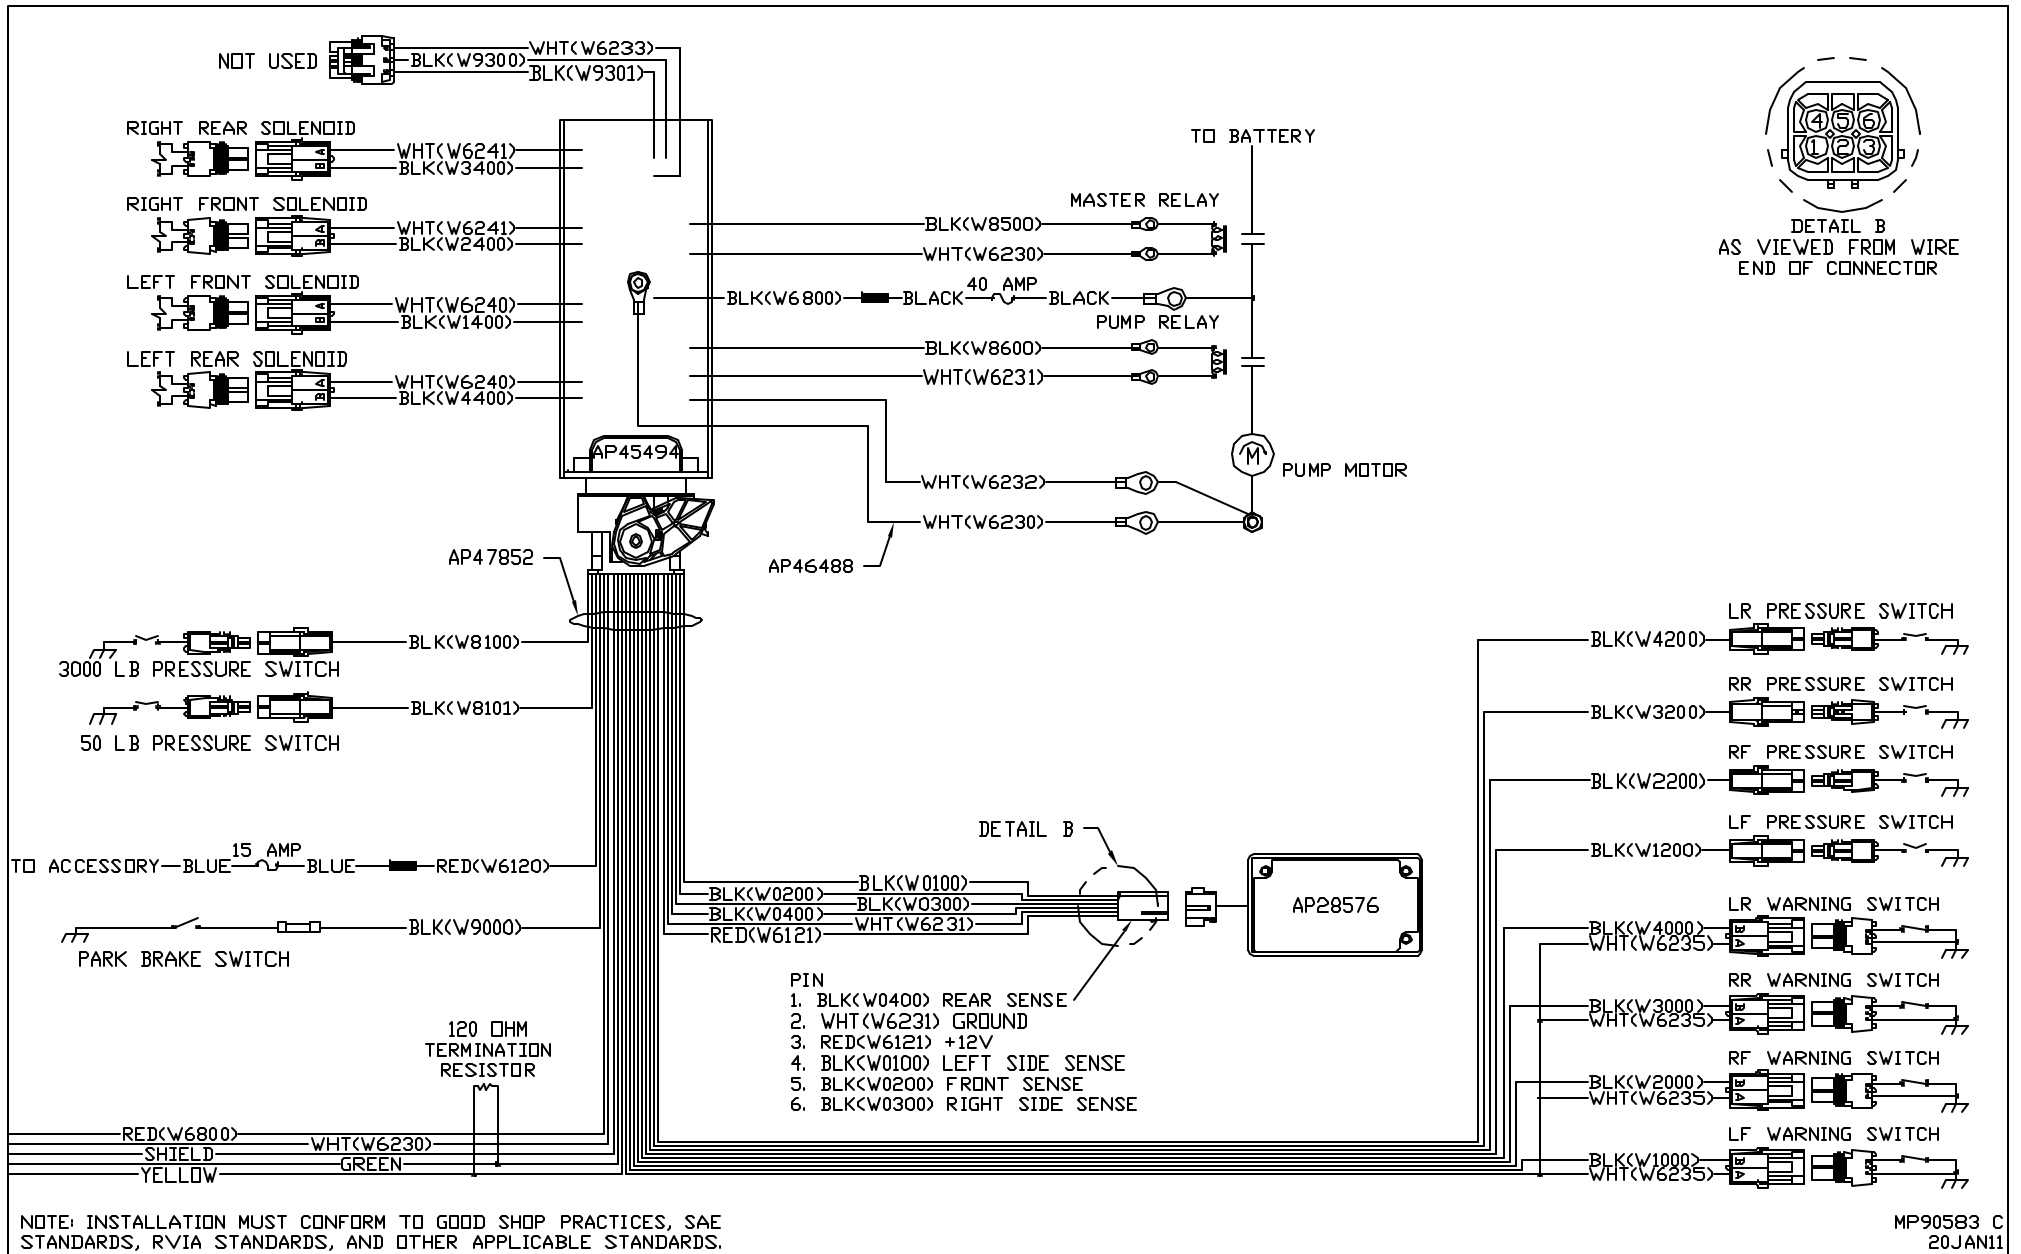 NOT USED
WHT(W6233)
BLK(W9300)
BLK(W9301)
RIGHT REAR SOLENOID
A
B
WHT(W6241)
BLK(W3400)
RIGHT FRONT SOLENOID
A
B
WHT(W6241)
BLK(W2400)
LEFT FRONT SOLENOID
A
B
WHT(W6240)
BLK(W1400)
LEFT REAR SOLENOID
A
B
WHT(W6240)
BLK(W4400)
AP45494
TO BATTERY
MASTER RELAY
BLK(W8500)
WHT(W6230)
BLK(W6800)
BLACK
40 AMP
BLACK
PUMP RELAY
BLK(W8600)
WHT(W6231)
M
PUMP MOTOR
WHT(W6232)
WHT(W6230)
AP46488
4 5 6
1 2 3
DETAIL B
AS VIEWED FROM WIRE
END OF CONNECTOR
AP47852
BLK(W8100)
3000 LB PRESSURE SWITCH
BLK(W8101)
50 LB PRESSURE SWITCH
TO ACCESSORY
BLUE
15 AMP
BLUE
RED(W6120)
BLK(W9000)
PARK BRAKE SWITCH
120 OHM
TERMINATION
RESISTOR
RED(W6800)
WHT(W6230)
SHIELD
GREEN
YELLOW
DETAIL B
BLK(W0100)
BLK(W0200)
BLK(W0300)
BLK(W0400)
WHT(W6231)
RED(W6121)
AP28576
PIN
1. BLK(W0400) REAR SENSE
2. WHT(W6231) GROUND
3. RED(W6121) +12V
4. BLK(W0100) LEFT SIDE SENSE
5. BLK(W0200) FRONT SENSE
6. BLK(W0300) RIGHT SIDE SENSE
LR PRESSURE SWITCH
BLK(W4200)
RR PRESSURE SWITCH
BLK(W3200)
RF PRESSURE SWITCH
BLK(W2200)
LF PRESSURE SWITCH
BLK(W1200)
LR WARNING SWITCH
BLK(W4000)
WHT(W6235)
B
A
RR WARNING SWITCH
BLK(W3000)
WHT(W6235)
B
A
RF WARNING SWITCH
BLK(W2000)
WHT(W6235)
B
A
LF WARNING SWITCH
BLK(W1000)
WHT(W6235)
B
A
NOTE: INSTALLATION MUST CONFORM TO GOOD SHOP PRACTICES, SAE
STANDARDS, RVIA STANDARDS, AND OTHER APPLICABLE STANDARDS.
MP90583 C
20JAN11